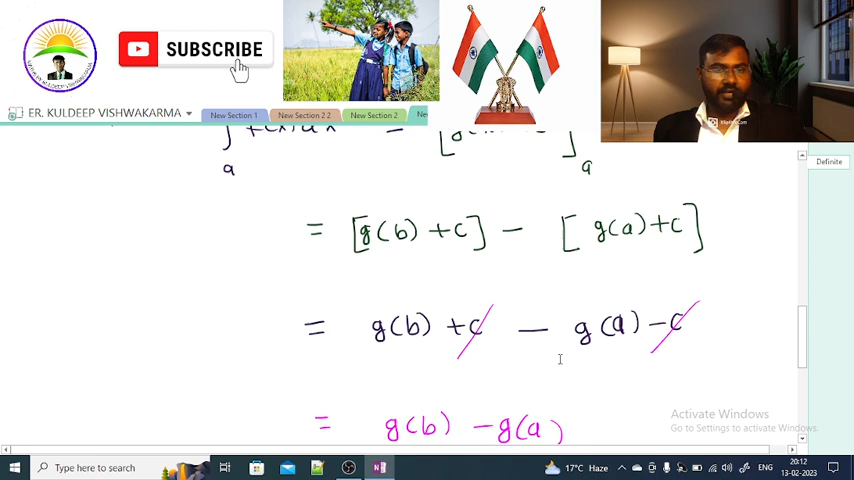 SUBSCRIBE
ER. KULDEEP VISHWAKARMA
New Section 1
New Section 2 2
New Section 2
Ne
Definite
a
a
= [g(b) +c] - [g(a)+c]
= g(b) +c - g(a) -c
= g(b) -g(a)
Activate Windows
Go to Settings to activate Windows.
Type here to search
17°C Haze
ENG
20:12
13-02-2023